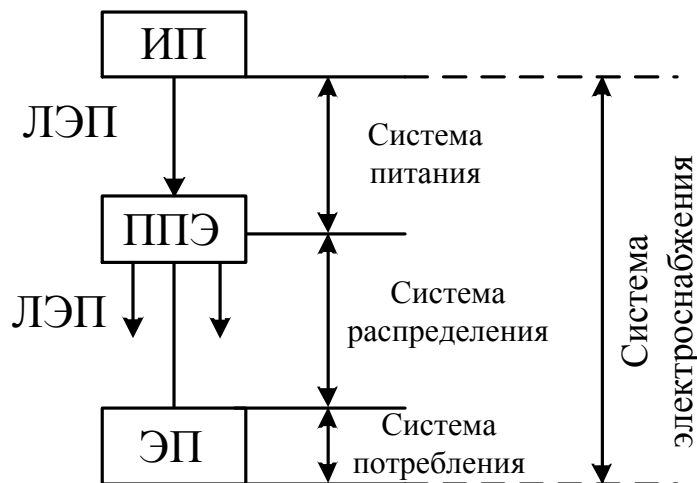 ИП
ЛЭП
Система
питания
ППЭ
ЛЭП
Система
распределения
ЭП
Система
потребления
Система
электроснабжения